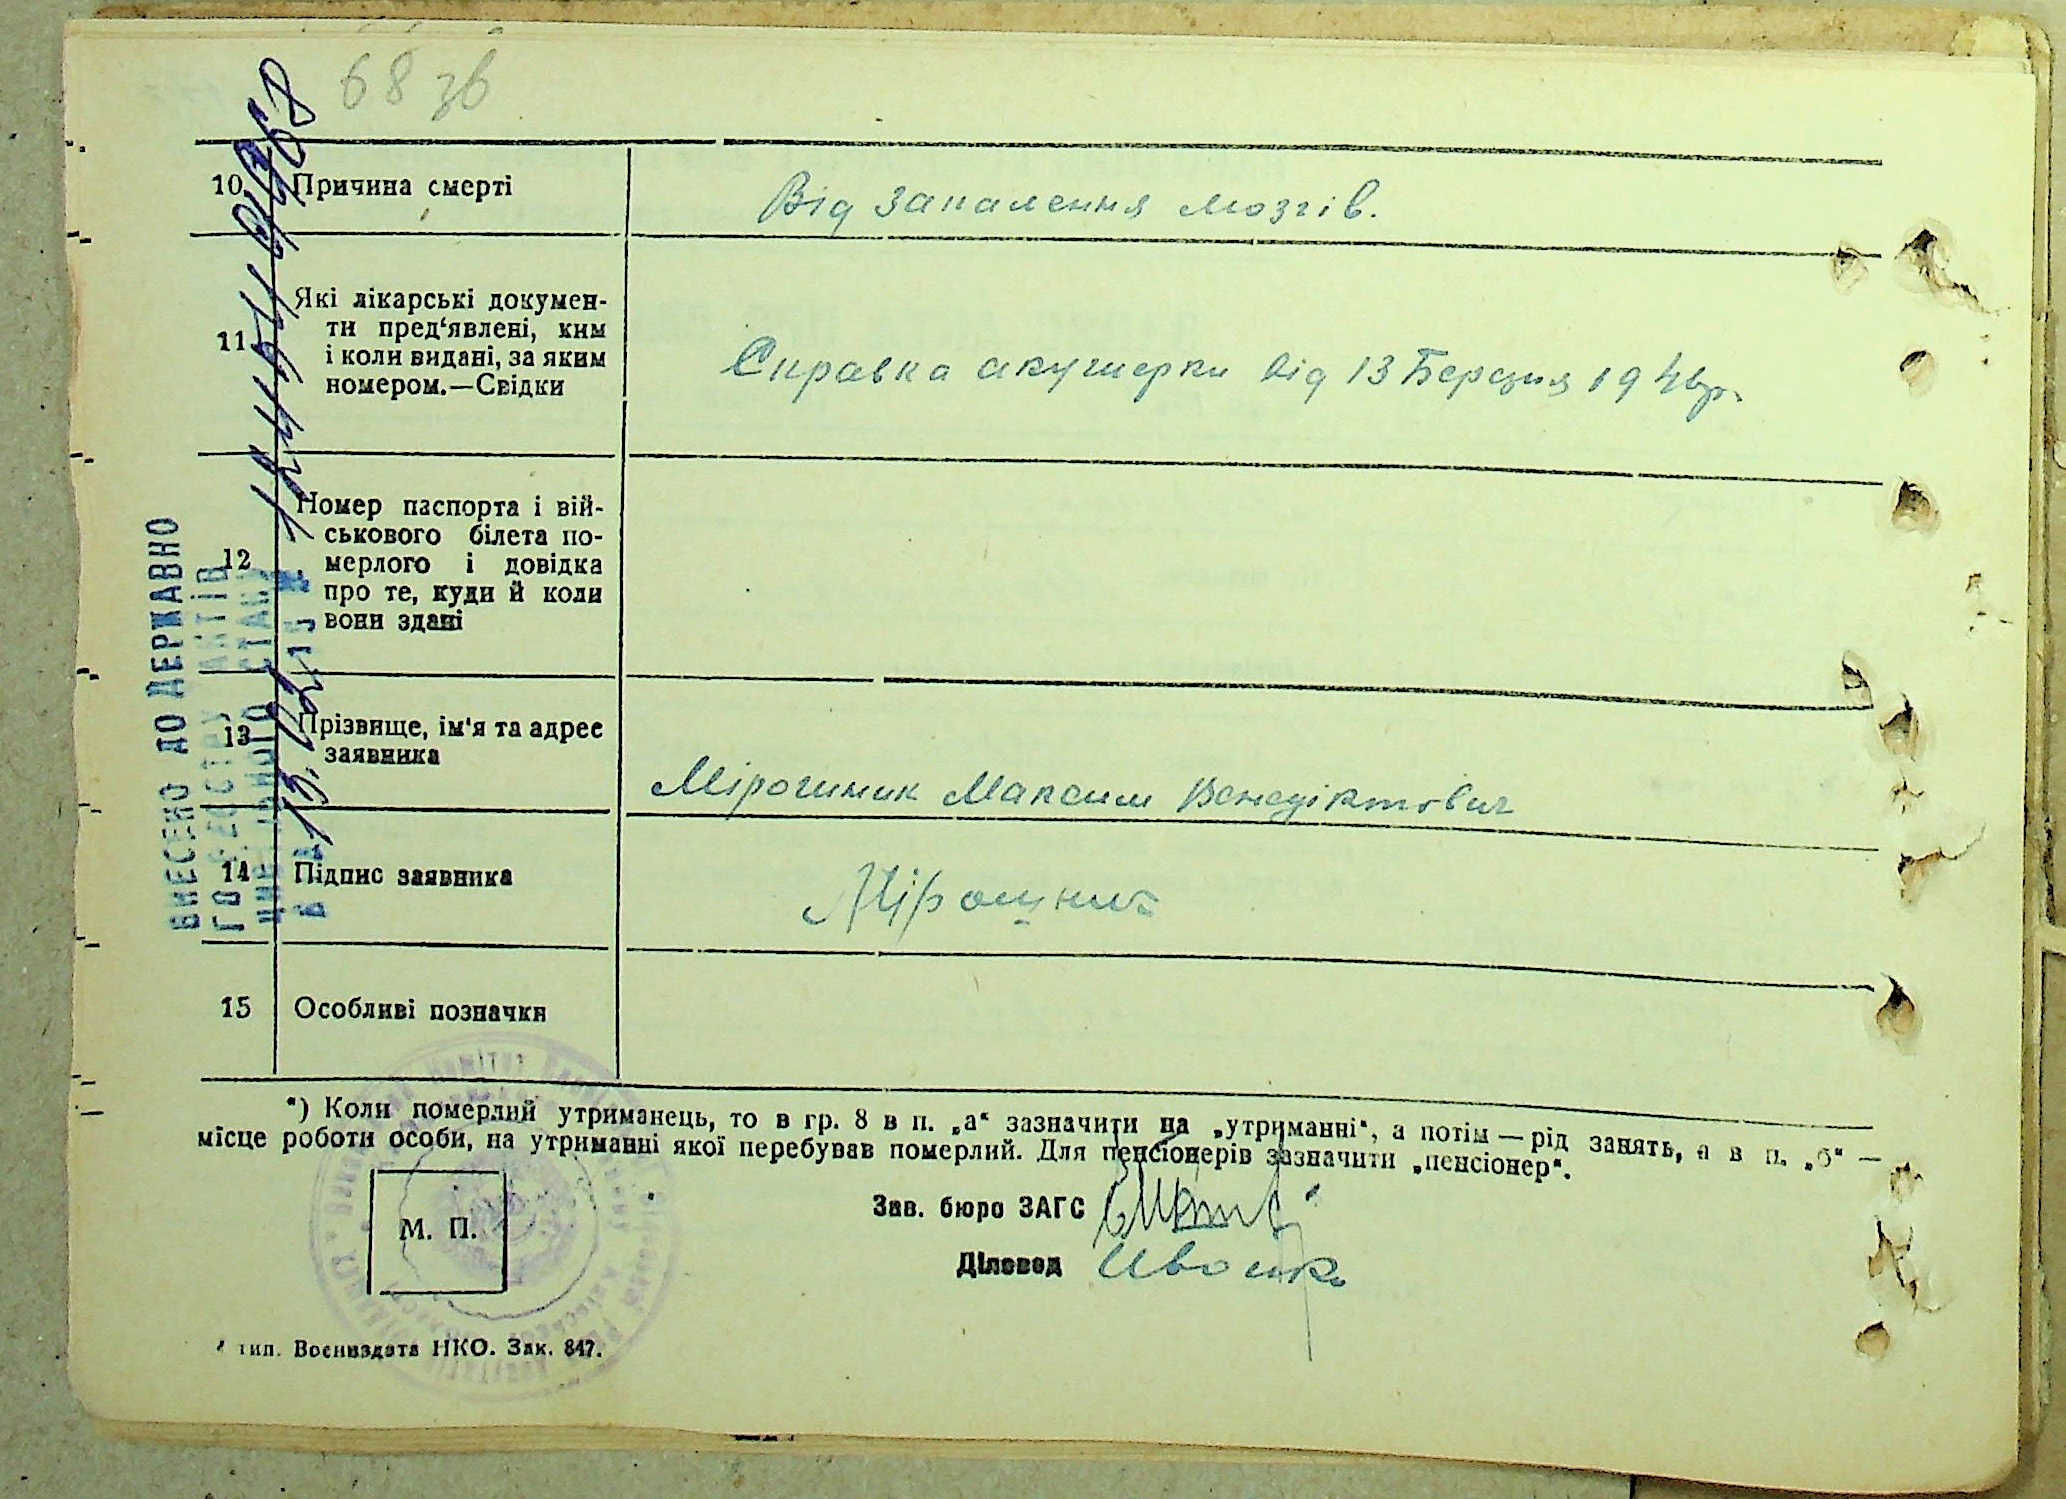 68 зв
10. Причина смерті
Від запалення мозгів.
11. Які лікарські докумен-
ти пред‘явлені, ким
і коли видані, за яким
номером.—Свідки
Справка акушерки від 13 Березня 194
12 Номер паспорта і вій-
ськового білета по-
мерлого і довідка
про те, куди й коли
вони здані
13 Прізвище, ім‘я та адрес
заявника
Мірошник Максим Венедіктович
14 Підпис заявника
Мірошник
15 Особливі позначки
*) Коли померлий утриманець, то в гр. 8 в п. „а“ зазначити на „утриманні“, а потім — рід занять, а в п. „б“ —
місце роботи особи, на утриманні якої перебував померлий. Для пенсіонерів зазначити „пенсіонер“.
М. П.
Зав. бюро ЗАГС
Діловод
тип. Воєниздата НКО. Зак. 847.
ВНЕСЕНО ДО ДЕРЖАВНО
ГО РЕЄСТРУ АКТІВ
ЦИВІЛЬНОГО СТАНУ